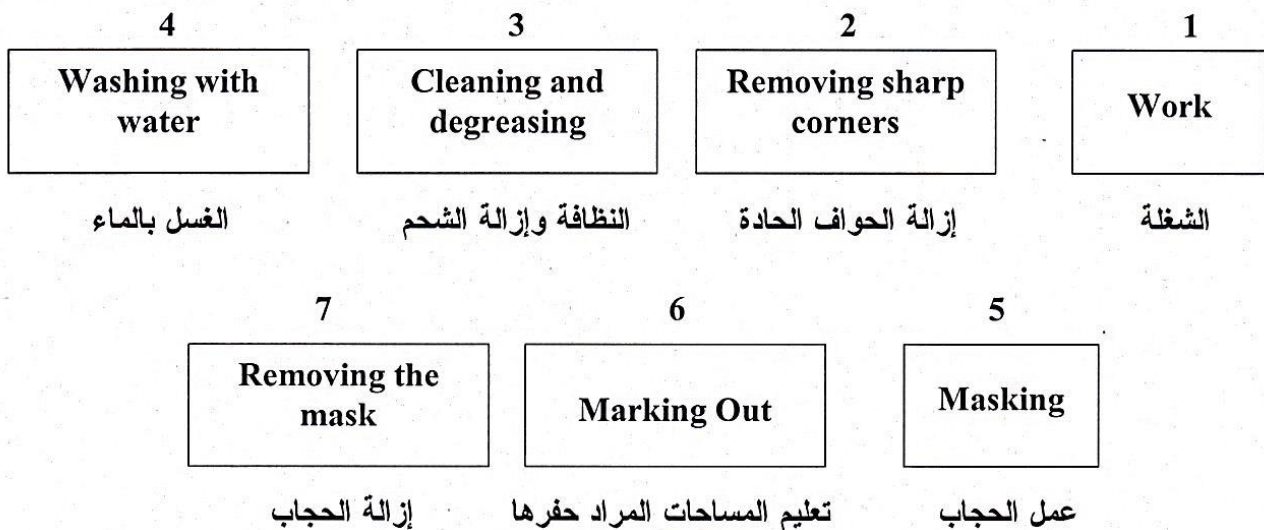 1
Work
الشغلة
2
Removing sharp
corners
إزالة الحواف الحادة
3
Cleaning and
degreasing
النظافة وإزالة الشحم
4
Washing with
water
الغسل بالماء
5
Masking
عمل الحجاب
6
Marking Out
تعليم المساحات المراد حفرها
7
Removing the
mask
إزالة الحجاب